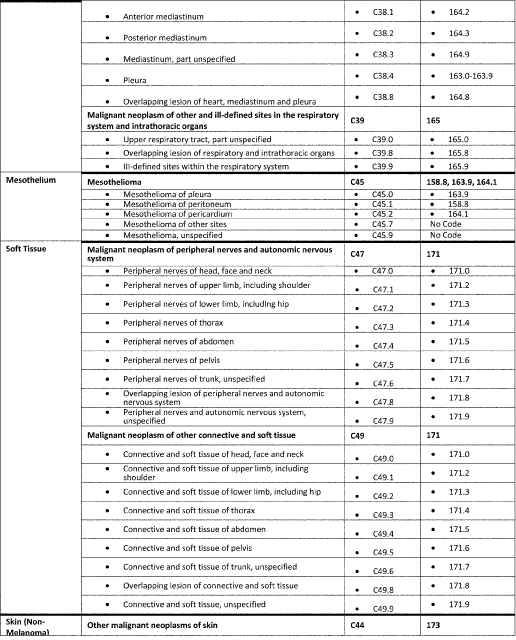 • Anterior mediastinum • C38.1 • 164.2
• Posterior mediastinum • C38.2 • 164.3
• Mediastinum, part unspecified • C38.3 • 164.9
• Pleura • C38.4 • 163.0-163.9
• Overlapping lesion of heart, mediastinum and pleura • C38.8 • 164.8
Malignant neoplasm of other and ill-defined sites in the respiratory C39 165
system and intrathoracic organs
• Upper respiratory tract, part unspecified • C39.0 • 165.0
• Overlapping lesion of respiratory and intrathoracic organs • C39.8 • 165.8
• Ill-defined sites within the respiratory system • C39.9 • 165.9
Mesothelium Mesothelioma C45 158.8, 163.9, 164.1
• Mesothelioma of pleura • C45.0 • 163.9
• Mesothelioma of peritoneum • C45.1 • 158.8
• Mesothelioma of pericardium • C45.2 • 164.1
• Mesothelioma of other sites • C45.7 No Code
• Mesothelioma, unspecified • C45.9 No Code
Soft Tissue Malignant neoplasm of peripheral nerves and autonomic nervous C47 171
system
• Peripheral nerves of head, face and neck • C47.0 • 171.0
• Peripheral nerves of upper limb, including shoulder • C47.1 • 171.2
• Peripheral nerves of lower limb, including hip • C47.2 • 171.3
• Peripheral nerves of thorax • C47.3 • 171.4
• Peripheral nerves of abdomen • C47.4 • 171.5
• Peripheral nerves of pelvis • C47.5 • 171.6
• Peripheral nerves of trunk, unspecified • C47.6 • 171.7
• Overlapping lesion of peripheral nerves and autonomic • C47.8 • 171.8
nervous system
• Peripheral nerves and autonomic nervous system, • C47.9 • 171.9
unspecified
Malignant neoplasm of other connective and soft tissue C49 171
• Connective and soft tissue of head, face and neck • C49.0 • 171.0
• Connective and soft tissue of upper limb, including • C49.1 • 171.2
shoulder
• Connective and soft tissue of lower limb, including hip • C49.2 • 171.3
• Connective and soft tissue of thorax • C49.3 • 171.4
• Connective and soft tissue of abdomen • C49.4 • 171.5
• Connective and soft tissue of pelvis • C49.5 • 171.6
• Connective and soft tissue of trunk, unspecified • C49.6 • 171.7
• Overlapping lesion of connective and soft tissue • C49.8 • 171.8
• Connective and soft tissue, unspecified • C49.9 • 171.9
Skin (Non- Other malignant neoplasms of skin C44 173
Melanoma)